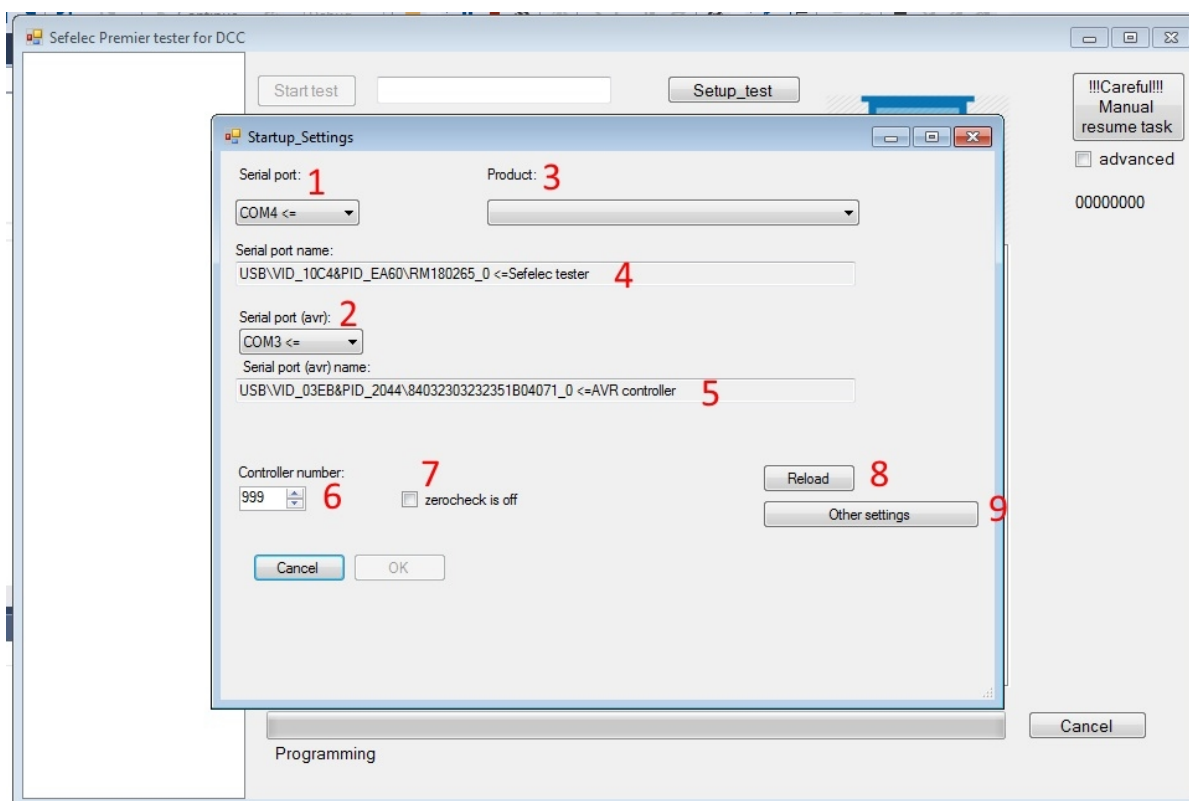 Sefelec Premier tester for DCC
Start test
Setup_test
!!!Careful!!!
Manual
resume task
advanced
00000000
Startup_Settings
Serial port: 1
Product: 3
COM4 <=
Serial port name:
USB\VID_10C4&PID_EA60\RM180265_0 <=Sefelec tester 4
Serial port (avr): 2
COM3 <=
Serial port (avr) name:
USB\VID_03EB&PID_2044\84032303232351B04071_0 <=AVR controller 5
Controller number:
999 6
7
zerocheck is off
Reload 8
Other settings 9
Cancel
OK
Cancel
Programming